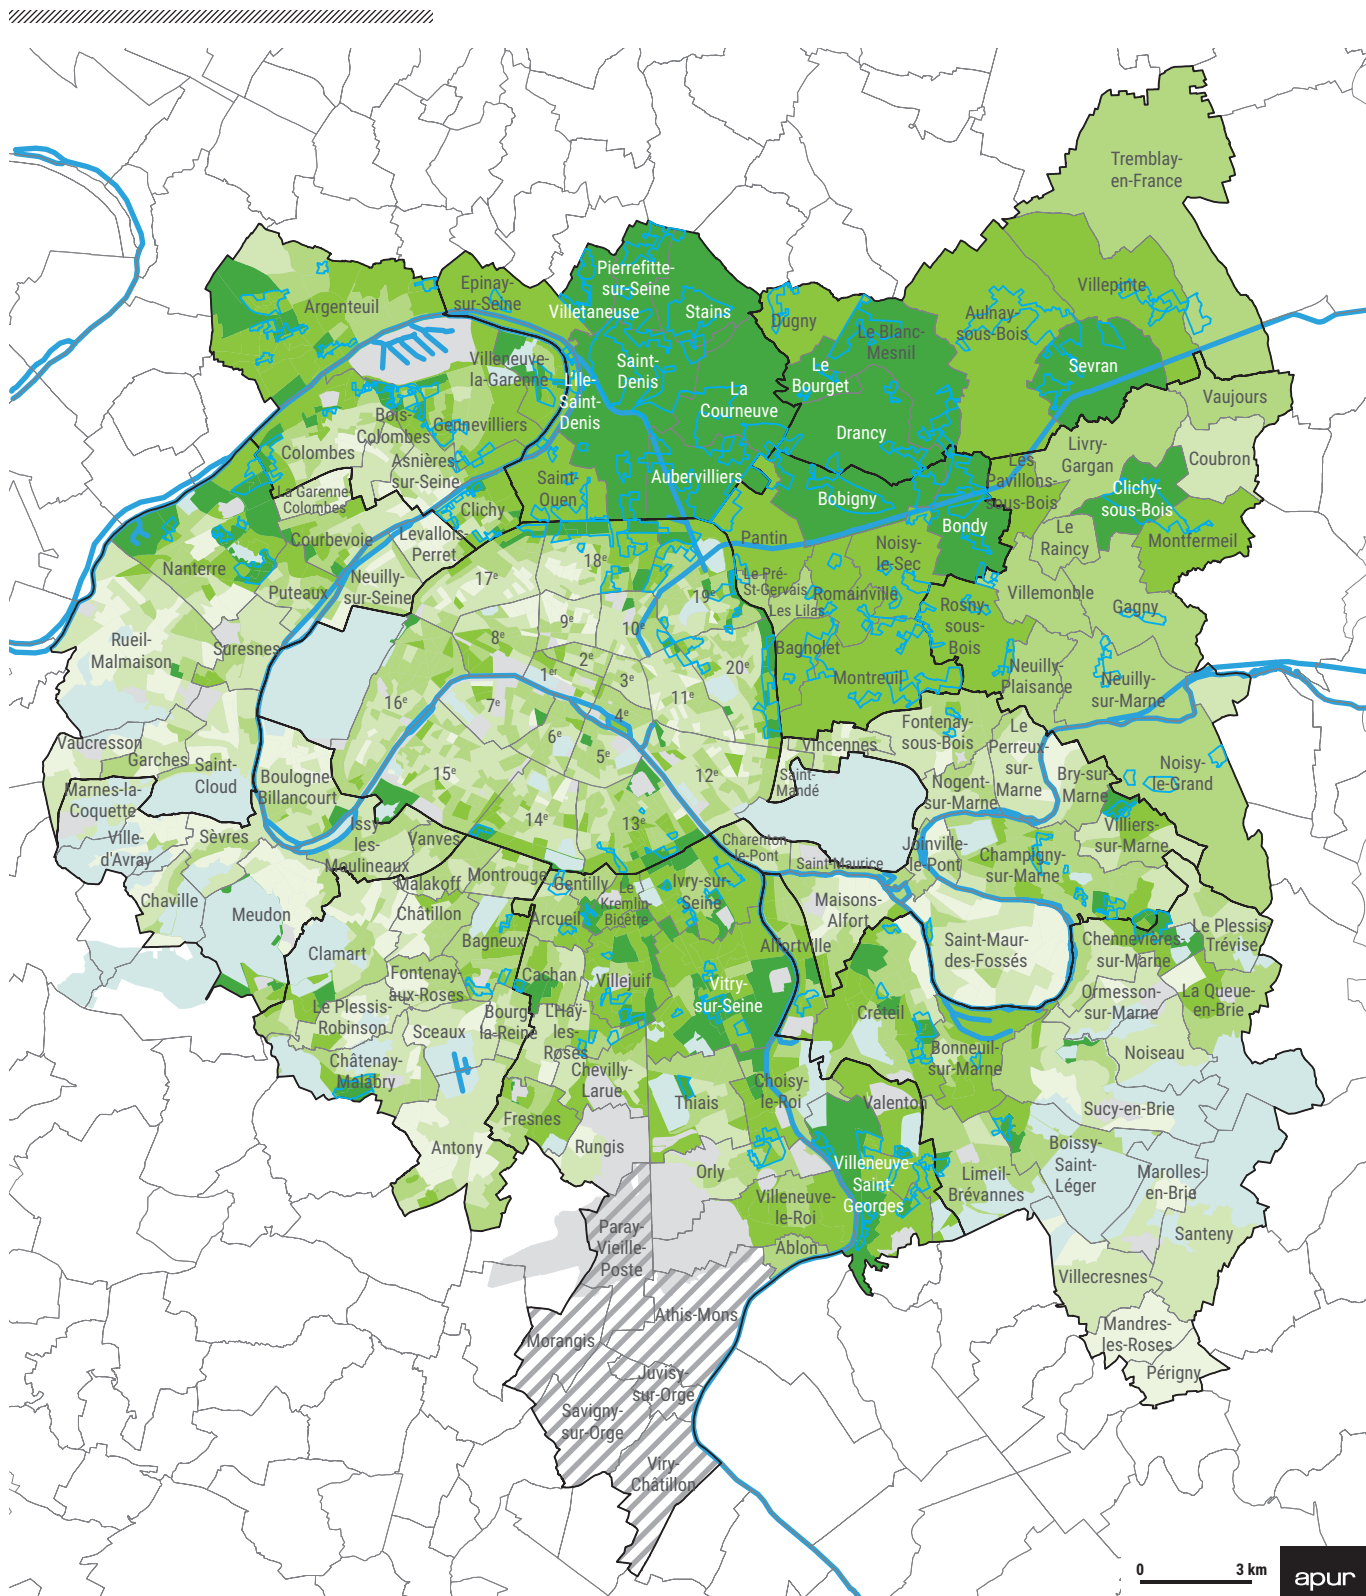 Tremblay-
en-France
Pierrefitte-
sur-Seine
Epinay-
sur-Seine
Villepinte
Argenteuil
Villetaneuse
Stains
Dugny
Aulnay-
sous-Bois
Le Blanc-
Mesnil
Villeneuve-
la-Garenne
Saint-
Denis
Le
Bourget
Sevran
L'Ile-
Saint-
Denis
La
Courneuve
Vaujours
Bois-
Colombes
Gennevilliers
Drancy
Livry-
Gargan
Coubron
Colombes
Asnières-
sur-Seine
Saint-
Ouen
Aubervilliers
Bobigny
Les
Pavillons-
sous-Bois
Clichy-
sous-Bois
La Garenne-
Colombes
Clichy
Bondy
Courbevoie
Levallois-
Perret
Pantin
Noisy-
le-Sec
Le
Raincy
Montfermeil
Nanterre
Neuilly-
sur-Seine
17e
18e
19e
Le Pré-
St-Gervais
Romainville
Les Lilas
Villemomble
Gagny
Puteaux
Rosny-
sous-
Bois
Rueil-
Malmaison
Suresnes
8e
9e
10e
2e
1er
3e
20e
11e
Bagnolet
Montreuil
Neuilly-
Plaisance
Neuilly-
sur-Marne
16e
7e
4e
6e
5e
Vaucresson
Garches
Saint-
Cloud
Boulogne
Billancourt
15e
12e
Vincennes
Saint-
Mandé
Fontenay-
sous-Bois
Le
Perreux-
sur-
Marne
Nogent-
sur-Marne
Bry-sur-
Marne
Noisy-
le-Grand
Marnes-la-
Coquette
Ville-
d'Avray
Sèvres
Issy-
les-
Moulineaux
Vanves
14e
13e
Charenton-
le-Pont
Saint-Maurice
Joinville-
le-Pont
Champigny-
sur-Marne
Villiers-
sur-Marne
Chaville
Meudon
Malakoff
Montrouge
Gentilly
Le
Kremlin-
Bicêtre
Ivry-sur-
Seine
Maisons-
Alfort
Clamart
Châtillon
Bagneux
Arcueil
Alfortville
Saint-Maur-
des-Fossés
Chennevières-
sur-Marne
Le Plessis-
Trévise
Fontenay-
aux-Roses
Cachan
Villejuif
Vitry-
sur-Seine
Le Plessis-
Robinson
Sceaux
Bourg-
la-Reine
L'Haÿ-
les-
Roses
Créteil
Ormesson-
sur-Marne
La Queue-
en-Brie
Châtenay-
Malabry
Chevilly-
Larue
Thiais
Choisy-
le-Roi
Bonneuil-
sur-Marne
Noiseau
Fresnes
Valenton
Sucy-en-Brie
Antony
Rungis
Orly
Villeneuve-
Saint-
Georges
Limeil-
Brévannes
Boissy-
Saint-
Léger
Marolles-
en-Brie
Villeneuve-
le-Roi
Santeny
Paray-
Vieille-
Poste
Ablon
Villecresnes
Athis-Mons
Morangis
Mandres-
les-Roses
Périgny
Juvisy-
sur-Orge
Savigny-
sur-Orge
Viry-
Châtillon
0 3 km
apur